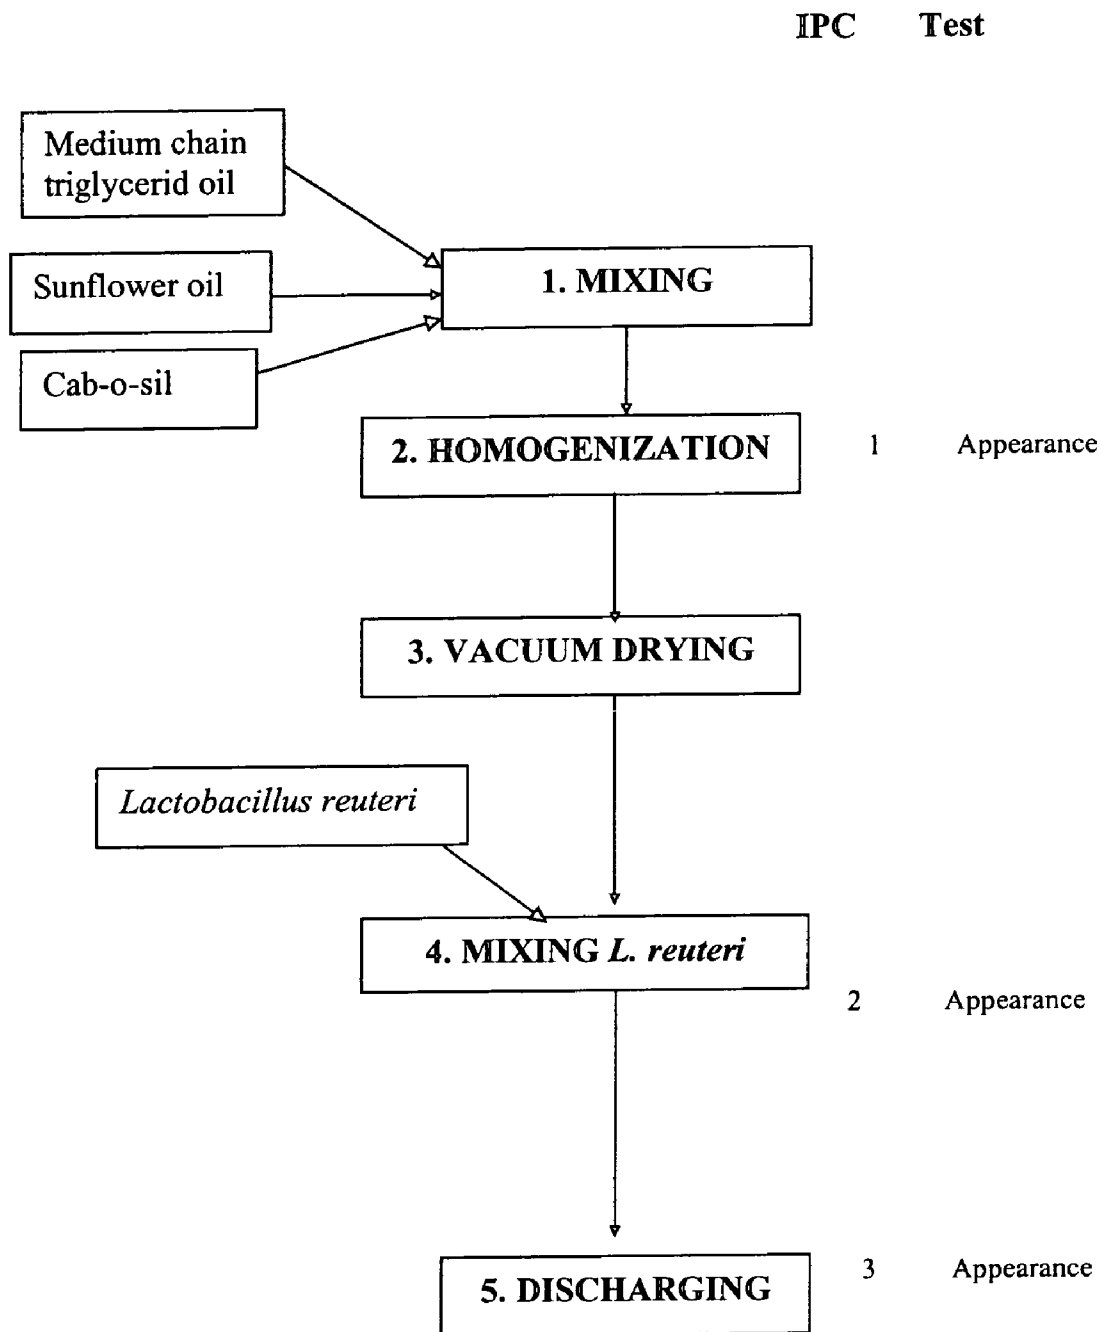 IPC Test
Medium chain
triglycerid oil
Sunflower oil
Cab-o-sil
1. MIXING
2. HOMOGENIZATION 1 Appearance
3. VACUUM DRYING
Lactobacillus reuteri
4. MIXING L. reuteri
2 Appearance
3 Appearance
5. DISCHARGING